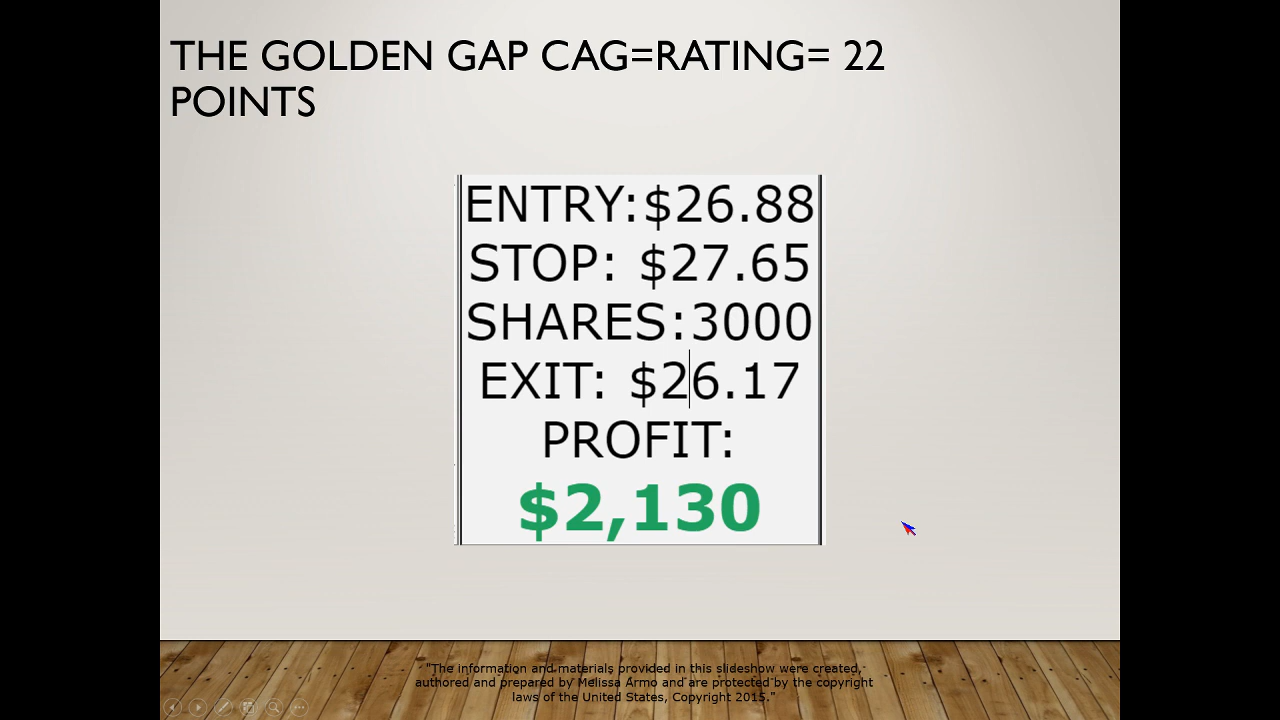 THE GOLDEN GAP CAG=RATING= 22
POINTS
ENTRY:$26.88
STOP: $27.65
SHARES:3000
EXIT: $26.17
PROFIT:
$2,130
"The information and materials provided in this slideshow were created,
authored and prepared by Melissa Armo and are protected by the copyright
laws of the United States, Copyright 2015."